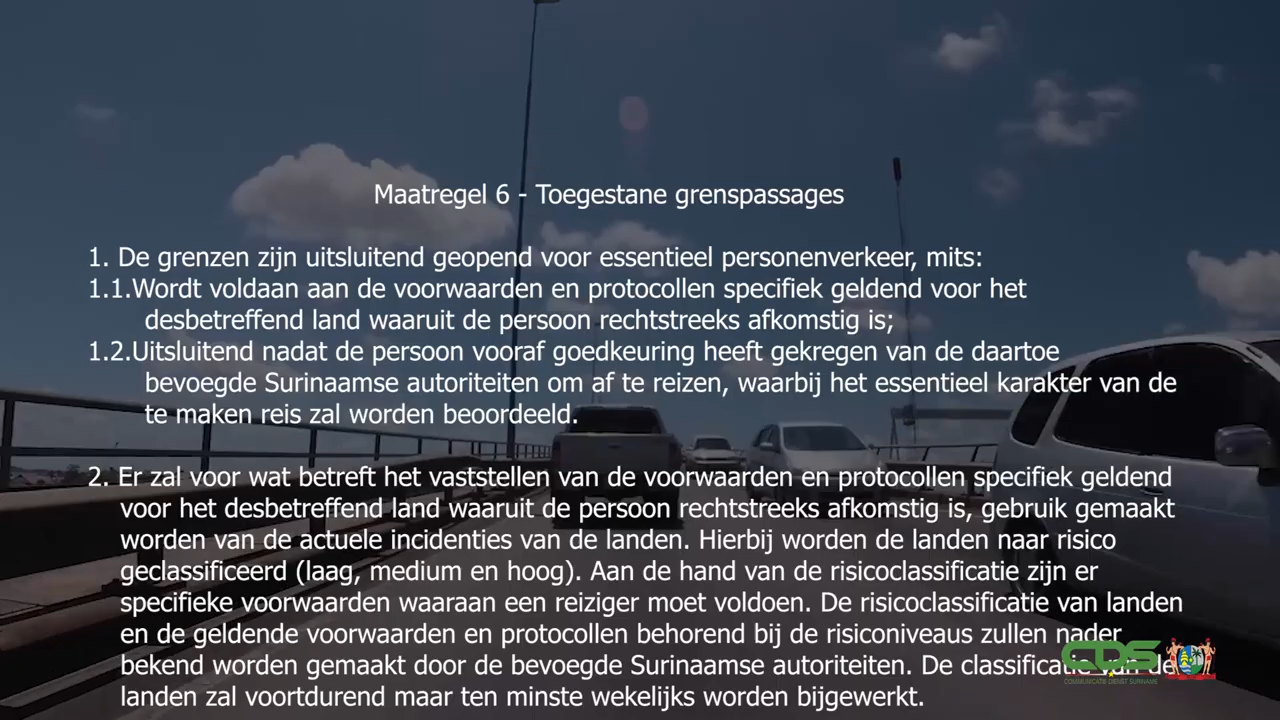 Maatregel 6 - Toegestane grenspassages
1. De grenzen zijn uitsluitend geopend voor essentieel personenverkeer, mits:
1.1.Wordt voldaan aan de voorwaarden en protocollen specifiek geldend voor het
desbetreffend land waaruit de persoon rechtstreeks afkomstig is;
1.2.Uitsluitend nadat de persoon vooraf goedkeuring heeft gekregen van de daartoe
bevoegde Surinaamse autoriteiten om af te reizen, waarbij het essentieel karakter van de
te maken reis zal worden beoordeeld.
2. Er zal voor wat betreft het vaststellen van de voorwaarden en protocollen specifiek geldend
voor het desbetreffend land waaruit de persoon rechtstreeks afkomstig is, gebruik gemaakt
worden van de actuele incidenties van de landen. Hierbij worden de landen naar risico
geclassificeerd (laag, medium en hoog). Aan de hand van de risicoclassificatie zijn er
specifieke voorwaarden waaraan een reiziger moet voldoen. De risicoclassificatie van landen
en de geldende voorwaarden en protocollen behorend bij de risiconiveaus zullen nader
bekend worden gemaakt door de bevoegde Surinaamse autoriteiten. De classificatie van de
landen zal voortdurend maar ten minste wekelijks worden bijgewerkt.
CDS
COMMUNICATIE DIENST SURINAME